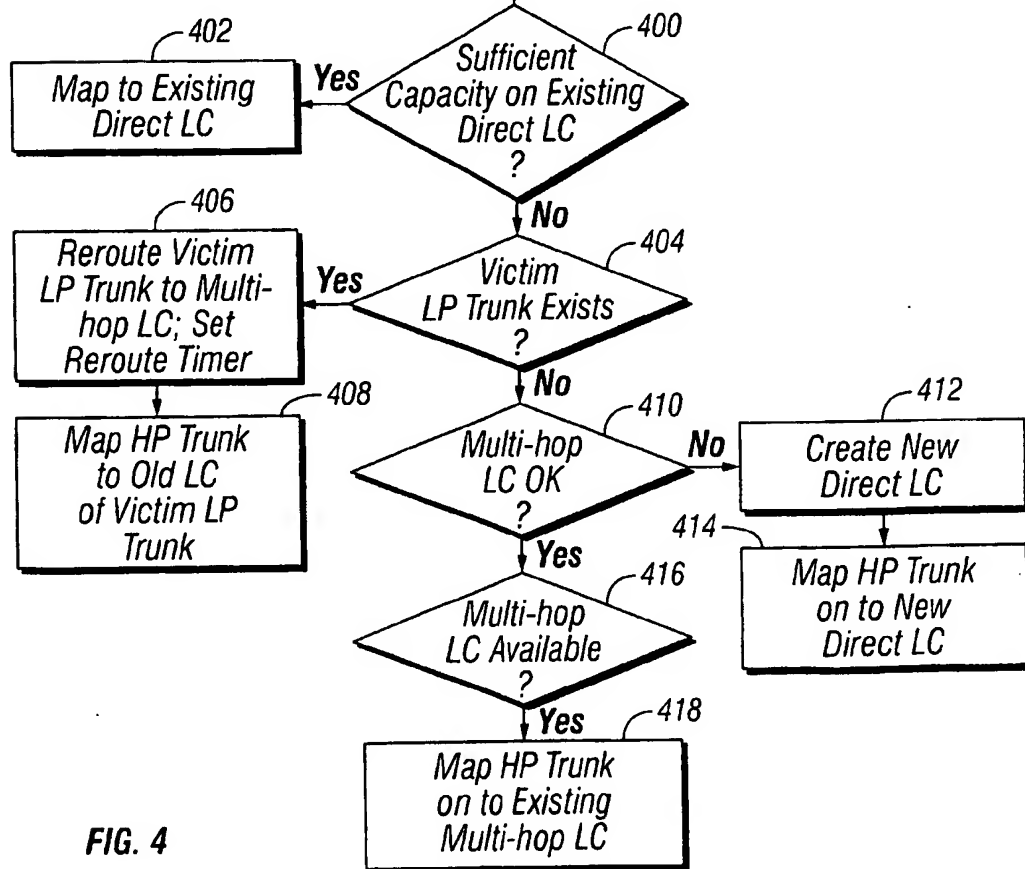 400
Sufficient
Capacity on Existing
Direct LC
?
Yes
402
Map to Existing
Direct LC
No
404
Victim
LP Trunk Exists
?
Yes
406
Reroute Victim
LP Trunk to Multi-
hop LC; Set
Reroute Timer
408
Map HP Trunk
to Old LC
of Victim LP
Trunk
No
410
Multi-hop
LC OK
?
No
412
Create New
Direct LC
414
Map HP Trunk
on to New
Direct LC
Yes
416
Multi-hop
LC Available
?
Yes
418
Map HP Trunk
on to Existing
Multi-hop LC
FIG. 4